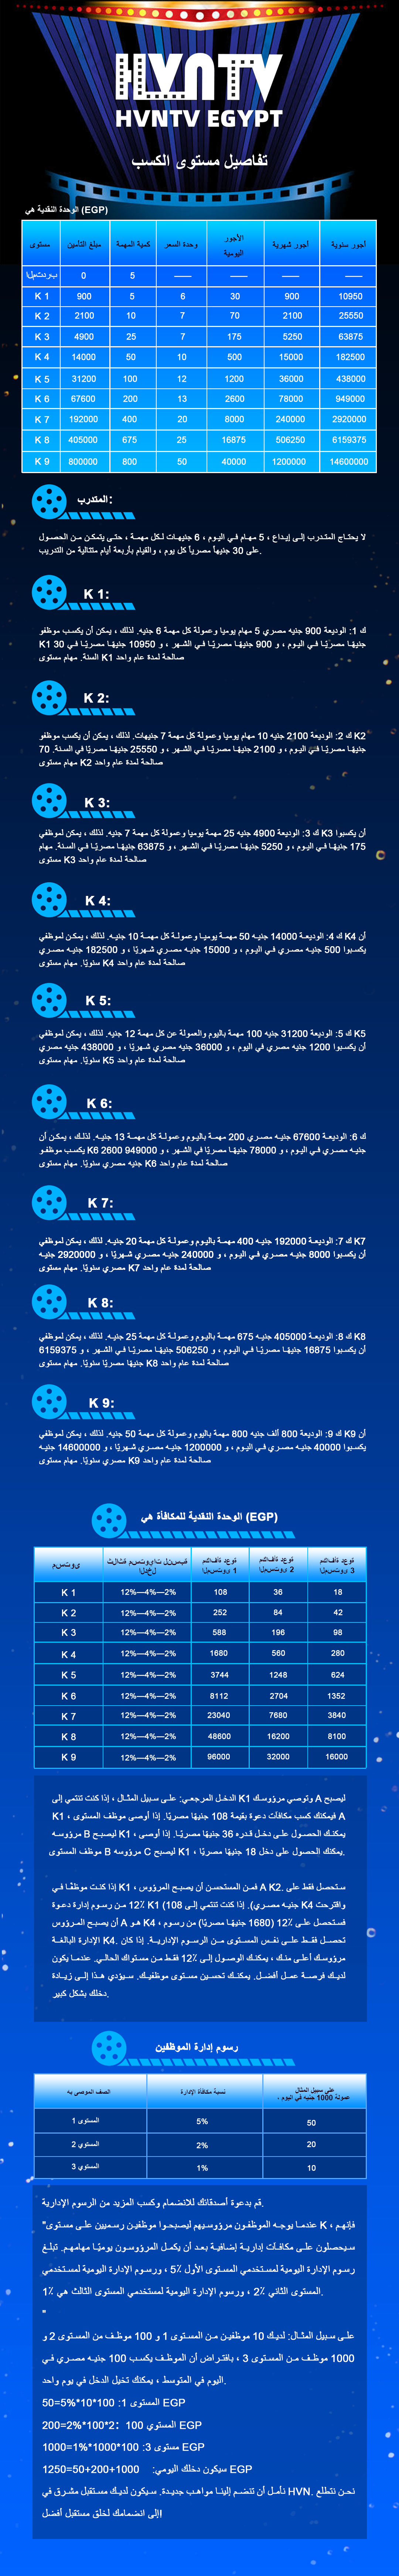 HVNTV
HVNTV EGYPT
تفاصيل مستوى الكسب
الوحدة النقدية هي (EGP)
مستوى مبلغ التأمين كمية المهمة وحدة السعر الأجور اليومية أجور شهرية أجور سنوية
المتدرب 0 5 —— —— —— ——
K 1 900 5 6 30 900 10950
K 2 2100 10 7 70 2100 25550
K 3 4900 25 7 175 5250 63875
K 4 14000 50 10 500 15000 182500
K 5 31200 100 12 1200 36000 438000
K 6 67600 200 13 2600 78000 949000
K 7 192000 400 20 8000 240000 2920000
K 8 405000 675 25 16875 506250 6159375
K 9 800000 800 50 40000 1200000 14600000
المتدرب:
لا يحتاج المتدرب إلى إيداع ، 5 مهام في اليوم ، 6 جنيهات لكل مهمة ، حتى يتمكن من الحصول
على 30 جنيهاً مصرياً كل يوم ، والقيام بأربعة أيام متتالية من التدريب.
K 1:
ك 1: الوديعة 900 جنيه مصري 5 مهام يوميا وعمولة كل مهمة 6 جنيه. لذلك ، يمكن أن يكسب موظفو
K1 30 جنيهًا مصريًا في اليوم ، و 900 جنيهًا مصريًا في الشهر ، و 10950 جنيهًا مصريًا في
السنة. مهام مستوى K1 صالحة لمدة عام واحد
K 2:
ك 2: الوديعة 2100 جنيه 10 مهام يوميا وعمولة كل مهمة 7 جنيهات. لذلك ، يمكن أن يكسب موظفو K2
70 جنيهًا مصريًا في اليوم ، و 2100 جنيهًا مصريًا في الشهر ، و 25550 جنيهًا مصريًا في السنة.
مهام مستوى K2 صالحة لمدة عام واحد
K 3:
ك 3: الوديعة 4900 جنيه 25 مهمة يوميا وعمولة كل مهمة 7 جنيه. لذلك ، يمكن لموظفي K3 أن يكسبوا
175 جنيهًا مصريًا في اليوم ، و 5250 جنيهًا مصريًا في الشهر ، و 63875 جنيهًا مصريًا في السنة. مهام
مستوى K3 صالحة لمدة عام واحد
K 4:
ك 4: الوديعة 14000 جنيه 50 مهمة يوميا وعمولة كل مهمة 10 جنيه. لذلك ، يمكن لموظفي K4 أن
يكسبوا 500 جنيه مصري في اليوم ، و 15000 جنيه مصري شهريًا ، و 182500 جنيه مصري
سنويًا. مهام مستوى K4 صالحة لمدة عام واحد
K 5:
ك 5: الوديعة 31200 جنيه 100 مهمة باليوم والعمولة عن كل مهمة 12 جنيه. لذلك ، يمكن لموظفي K5
أن يكسبوا 1200 جنيه مصري في اليوم ، و 36000 جنيه مصري شهريًا ، و 438000 جنيه مصري
سنويًا. مهام مستوى K5 صالحة لمدة عام واحد
K 6:
ك 6: الوديعة 67600 جنيه مصري 200 مهمة باليوم وعمولة كل مهمة 13 جنيه. لذلك ، يمكن أن
يكسب موظفو K6 2600 جنيه مصري في اليوم ، و 78000 جنيهًا مصريًا في الشهر ، و 949000
جنيه مصري سنويًا. مهام مستوى K6 صالحة لمدة عام واحد
K 7:
ك 7: الوديعة 192000 جنيه 400 مهمة باليوم وعمولة كل مهمة 20 جنيه. لذلك ، يمكن لموظفي K7
أن يكسبوا 8000 جنيه مصري في اليوم ، و 240000 جنيه مصري شهريًا ، و 2920000 جنيه
مصري سنويًا. مهام مستوى K7 صالحة لمدة عام واحد
K 8:
ك 8: الوديعة 405000 جنيه 675 مهمة باليوم وعمولة كل مهمة 25 جنيه. لذلك ، يمكن لموظفي K8
أن يكسبوا 16875 جنيهًا مصريًا في اليوم ، و 506250 جنيهًا مصريًا في الشهر ، و 6159375
جنيهًا مصريًا سنويًا. مهام مستوى K8 صالحة لمدة عام واحد
K 9:
ك 9: الوديعة 800 ألف جنيه 800 مهمة باليوم وعمولة كل مهمة 50 جنيه. لذلك ، يمكن لموظفي K9 أن
يكسبوا 40000 جنيه مصري في اليوم ، و 1200000 جنيه مصري شهريًا ، و 14600000 جنيه
مصري سنويًا. مهام مستوى K9 صالحة لمدة عام واحد
الوحدة النقدية للمكافأة هي (EGP)
مستوى ثلاثة مستويات لنسبة الدخل مكافأة دعوة المستوى 1 مكافأة دعوة المستوى 2 مكافأة دعوة المستوى 3
K 1 12%—4%—2% 108 36 18
K 2 12%—4%—2% 252 84 42
K 3 12%—4%—2% 588 196 98
K 4 12%—4%—2% 1680 560 280
K 5 12%—4%—2% 3744 1248 624
K 6 12%—4%—2% 8112 2704 1352
K 7 12%—4%—2% 23040 7680 3840
K 8 12%—4%—2% 48600 16200 8100
K 9 12%—4%—2% 96000 32000 16000
الدخل المرجعي: على سبيل المثال ، إذا كنت تنتمي إلى K1 وتوصي مرؤوسك A ليصبح
K1 ، فيمكنك كسب مكافآت دعوة بقيمة 108 جنيهًا مصريًا. إذا أوصى موظف المستوى A
مرؤوسه B ليصبح K1 ، يمكنك الحصول على دخل قدره 36 جنيهًا مصريًا. إذا أوصى
موظف المستوى B مرؤوسه C ليصبح K1 ، يمكنك الحصول على دخل 18 جنيهًا مصريًا.
إذا كنت موظفًا في K1 ، فمن المستحسن أن يصبح المرؤوس A K2. ستحصل فقط على
12٪ من رسوم إدارة دعوة K1 (108 جنيه مصري). إذا كنت تنتمي إلى K4 واقترحت
أن يصبح المرؤوس A هو K4 ، فستحصل على 12٪ (1680 جنيهًا مصريًا) من رسوم
الإدارة البالغة K4. تحصل فقط على نفس المستوى من الرسوم الإدارية. إذا كان
مرؤوسك أعلى منك ، يمكنك الوصول إلى 12٪ فقط من مستواك الحالي. عندما يكون
لديك فرصة عمل أفضل. يمكنك تحسين مستوى موظفيك. سيؤدي هذا إلى زيادة
دخلك بشكل كبير.
رسوم إدارة الموظفين
الصف الموصى به نسبة مكافأة الإدارة على سبيل المثال عمولة 1000 جنيه في اليوم ،
المستوى 1 5% 50
المستوي 2 2% 20
المستوي 3 1% 10
قم بدعوة أصدقائك للانضمام وكسب المزيد من الرسوم الإدارية.
"عندما يوجه الموظفون مرؤوسيهم ليصبحوا موظفين رسميين على مستوى K ، فإنهم
سيحصلون على مكافآت إدارية إضافية بعد أن يكمل المرؤوسون يوميًا مهامهم. تبلغ
رسوم الإدارة اليومية لمستخدمي المستوى الأول 5٪ ، ورسوم الإدارة اليومية لمستخدمي
المستوى الثاني 2٪ ، ورسوم الإدارة اليومية لمستخدمي المستوى الثالث هي 1٪.
"
على سبيل المثال: لديك 10 موظفين من المستوى 1 و 100 موظف من المستوى 2 و
1000 موظف من المستوى 3 ، بافتراض أن الموظف يكسب 100 جنيه مصري في
اليوم في المتوسط ، يمكنك تخيل الدخل في يوم واحد.
المستوى 1: 100*10*5%=50 EGP
المستوي 2: 100*100*2%=200 EGP
مستوى 3: 100*1000*1%=1000 EGP
سيكون دخلك اليومي: 1000+200+50=1250 EGP
نحن نتطلع .HVN نأمل أن تنضم إلينا مواهب جديدة. سيكون لديك مستقبل مشرق في
إلى انضمامك لخلق مستقبل أفضل!